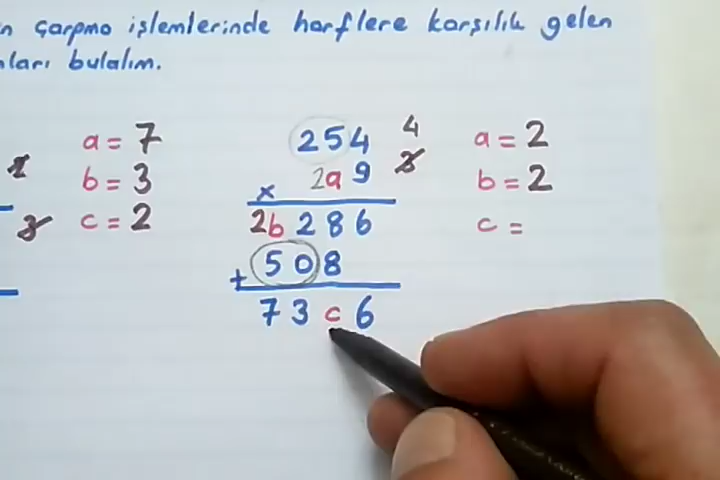 n çarpma işlemlerinde harflere karşılık gelen
ları bulalım.
a = 7
b = 3
c = 2
254 4
x 2a9
2b286
+ 508
73c6
a = 2
b = 2
c =